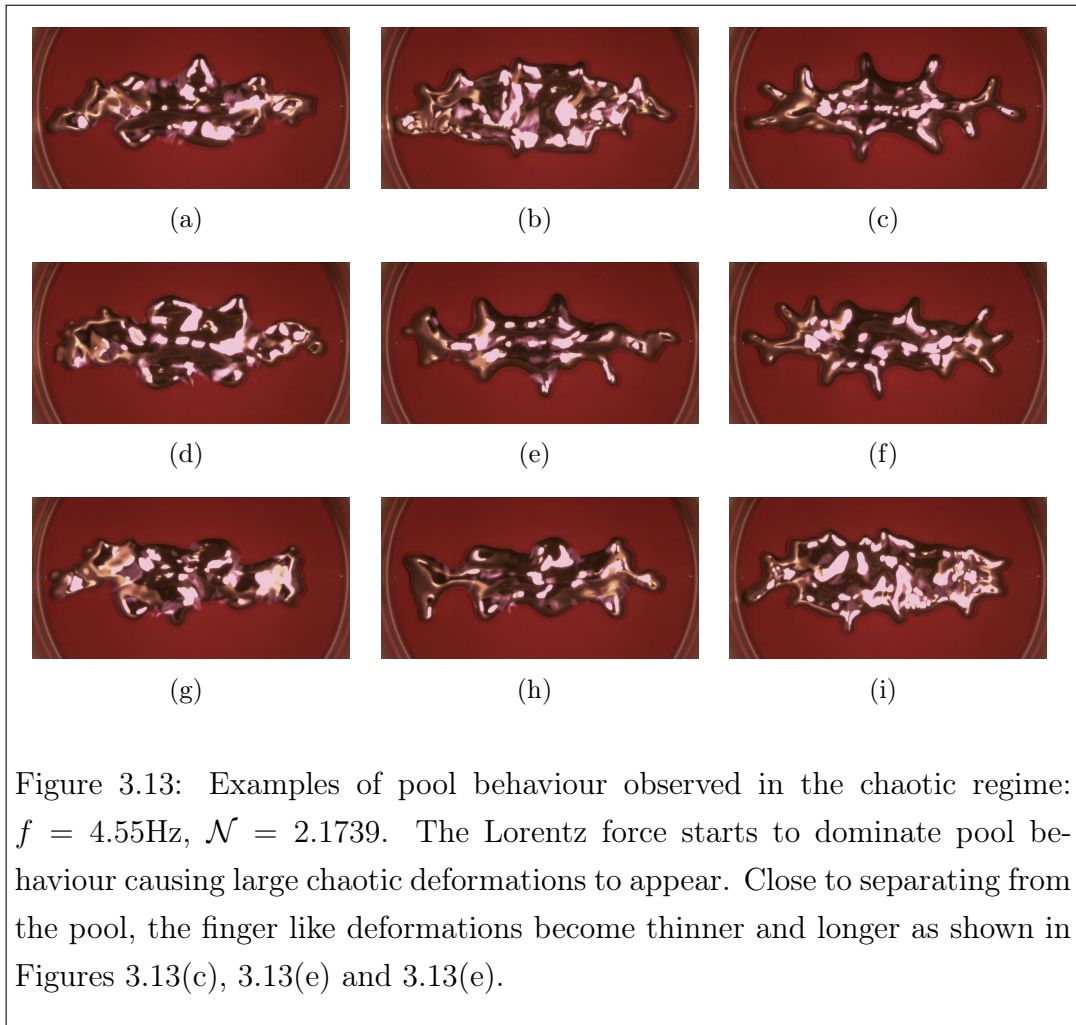 (a) (b) (c)
(d) (e) (f)
(g) (h) (i)
Figure 3.13: Examples of pool behaviour observed in the chaotic regime:
f = 4.55Hz, 𝒩 = 2.1739. The Lorentz force starts to dominate pool be-
haviour causing large chaotic deformations to appear. Close to separating from
the pool, the finger like deformations become thinner and longer as shown in
Figures 3.13(c), 3.13(e) and 3.13(e).